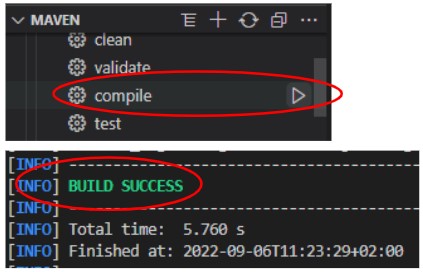 MAVEN
clean
validate
compile
test
[INFO] ------------------------------------------------
[INFO] BUILD SUCCESS
[INFO] ------------------------------------------------
[INFO] Total time:  5.760 s
[INFO] Finished at: 2022-09-06T11:23:29+02:00